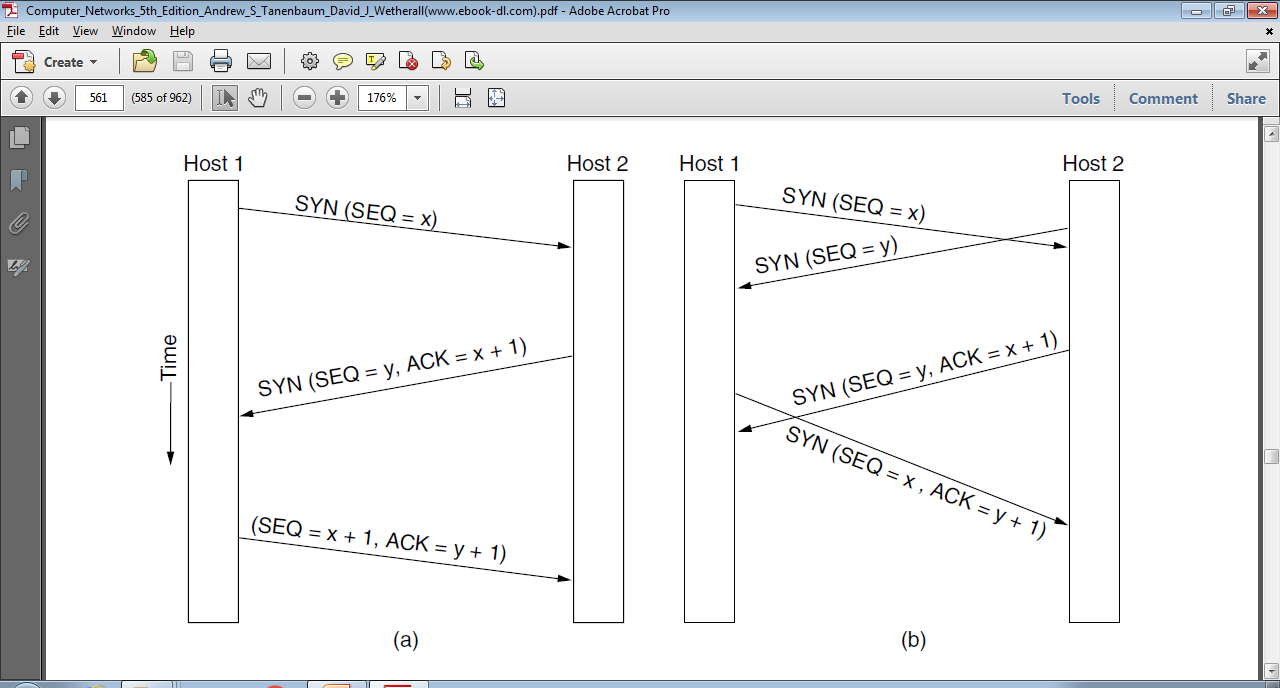 Computer_Networks_5th_Edition_Andrew_S_Tanenbaum_David_J_Wetherall(www.ebook-dl.com).pdf - Adobe Acrobat Pro
File Edit View Window Help
Create
561 (585 of 962) 176% Tools Comment Share
Host 1 Host 2 Host 1 Host 2
SYN (SEQ = x)
SYN (SEQ = y, ACK = x + 1)
(SEQ = x + 1, ACK = y + 1)
Time
(a)
SYN (SEQ = x)
SYN (SEQ = y)
SYN (SEQ = y, ACK = x + 1)
SYN (SEQ = x , ACK = y + 1)
(b)